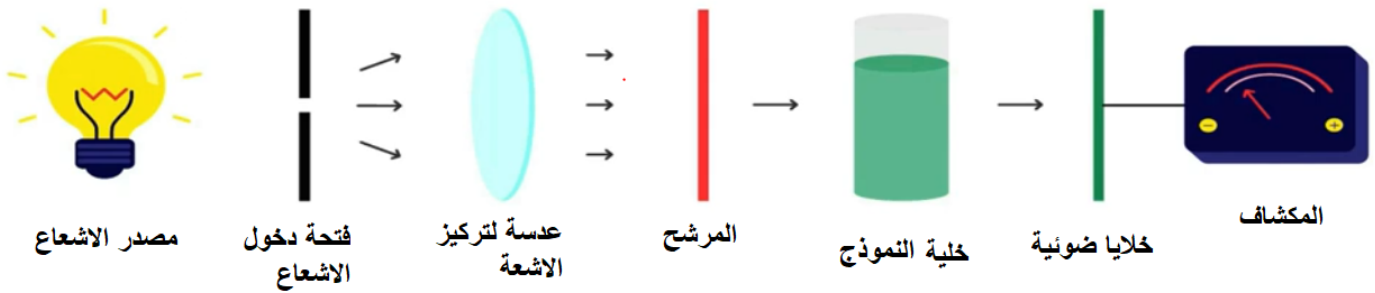 مصدر الاشعاع
فتحة دخول
الاشعاع
عدسة لتركيز
الاشعة
المرشح
خلية النموذج
خلايا ضوئية
المكشاف
− +